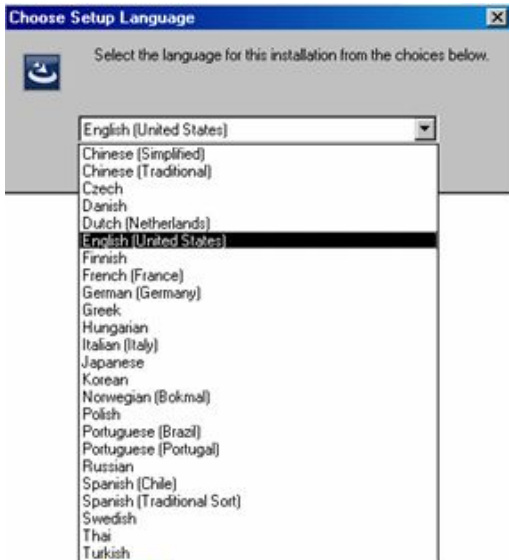 Choose Setup Language
Select the language for this installation from the choices below.
English (United States)
Chinese (Simplified)
Chinese (Traditional)
Czech
Danish
Dutch (Netherlands)
English (United States)
Finnish
French (France)
German (Germany)
Greek
Hungarian
Italian (Italy)
Japanese
Korean
Norwegian (Bokmal)
Polish
Portuguese (Brazil)
Portuguese (Portugal)
Russian
Spanish (Chile)
Spanish (Traditional Sort)
Swedish
Thai
Turkish